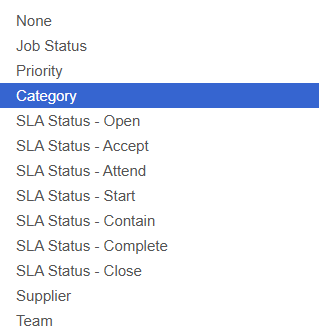 None
Job Status
Priority
Category
SLA Status - Open
SLA Status - Accept
SLA Status - Attend
SLA Status - Start
SLA Status - Contain
SLA Status - Complete
SLA Status - Close
Supplier
Team